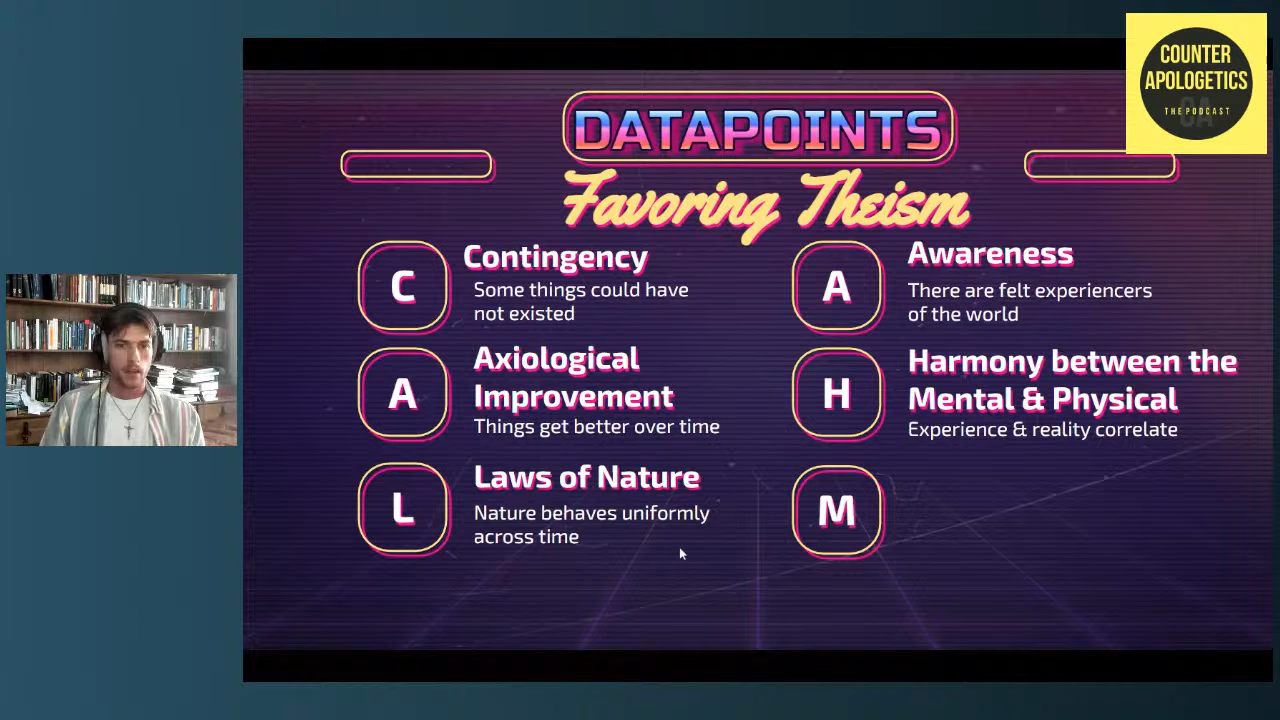 COUNTER
APOLOGETICS
THE PODCAST
DATAPOINTS
Favoring Theism
C
Contingency
Some things could have
not existed
A
Axiological
Improvement
Things get better over time
L
Laws of Nature
Nature behaves uniformly
across time
A
Awareness
There are felt experiencers
of the world
H
Harmony between the
Mental & Physical
Experience & reality correlate
M